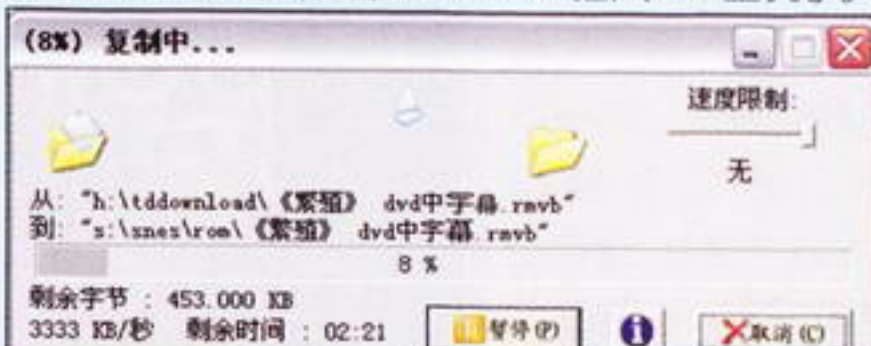 (8%) 复制中...
速度限制:
无
从: "h:\tddownload\《繁殖》 dvd中字幕.rmvb"
到: "s:\snes\rom\《繁殖》 dvd中字幕.rmvb"
8 %
剩余字节 : 453.000 KB
3333 KB/秒 剩余时间 : 02:21
暂停(P)
取消(C)